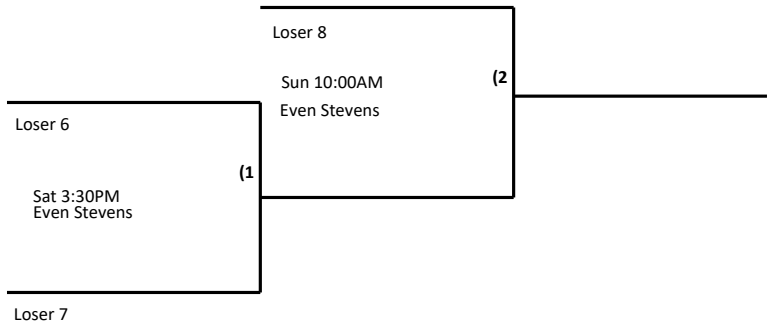 Loser 8
Sun 10:00AM
(2
Even Stevens
Loser 6
(1
Sat 3:30PM
Even Stevens
Loser 7